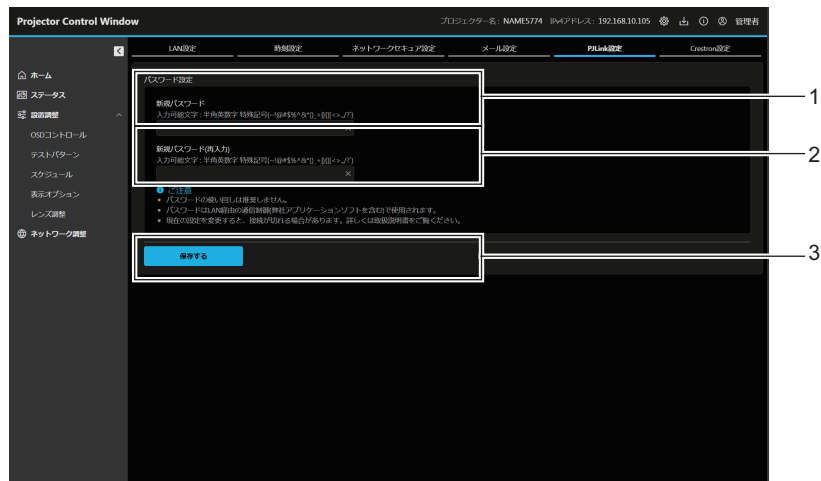 Projector Control Window
プロジェクター名: NAME5774 IPv4アドレス: 192.168.10.105 管理者
LAN設定 時刻設定 ネットワークセキュア設定 メール設定 PJLink設定 Crestron設定
ホーム
ステータス
設置調整
OSDコントロール
テストパターン
スケジュール
表示オプション
レンズ調整
ネットワーク調整
パスワード設定
新規パスワード
入力可能文字 : 半角英数字 特殊記号(~!@#$%^&*()_+|}{[]<>.,/?')
新規パスワード(再入力)
入力可能文字 : 半角英数字 特殊記号(~!@#$%^&*()_+|}{[]<>.,/?')
ご注意
• パスワードの使い回しは推奨しません。
• パスワードはLAN経由の通信制御(弊社アプリケーションソフトを含む)で使用されます。
• 現在の設定を変更すると、接続が切れる場合があります。詳しくは取扱説明書をご覧ください。
保存する
1
2
3